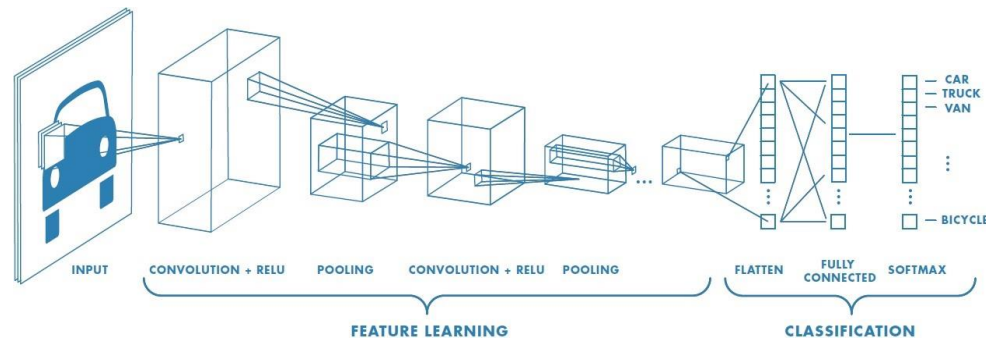 CAR
TRUCK
VAN
BICYCLE
INPUT
CONVOLUTION + RELU
POOLING
CONVOLUTION + RELU
POOLING
FLATTEN
FULLY
CONNECTED
SOFTMAX
FEATURE LEARNING
CLASSIFICATION